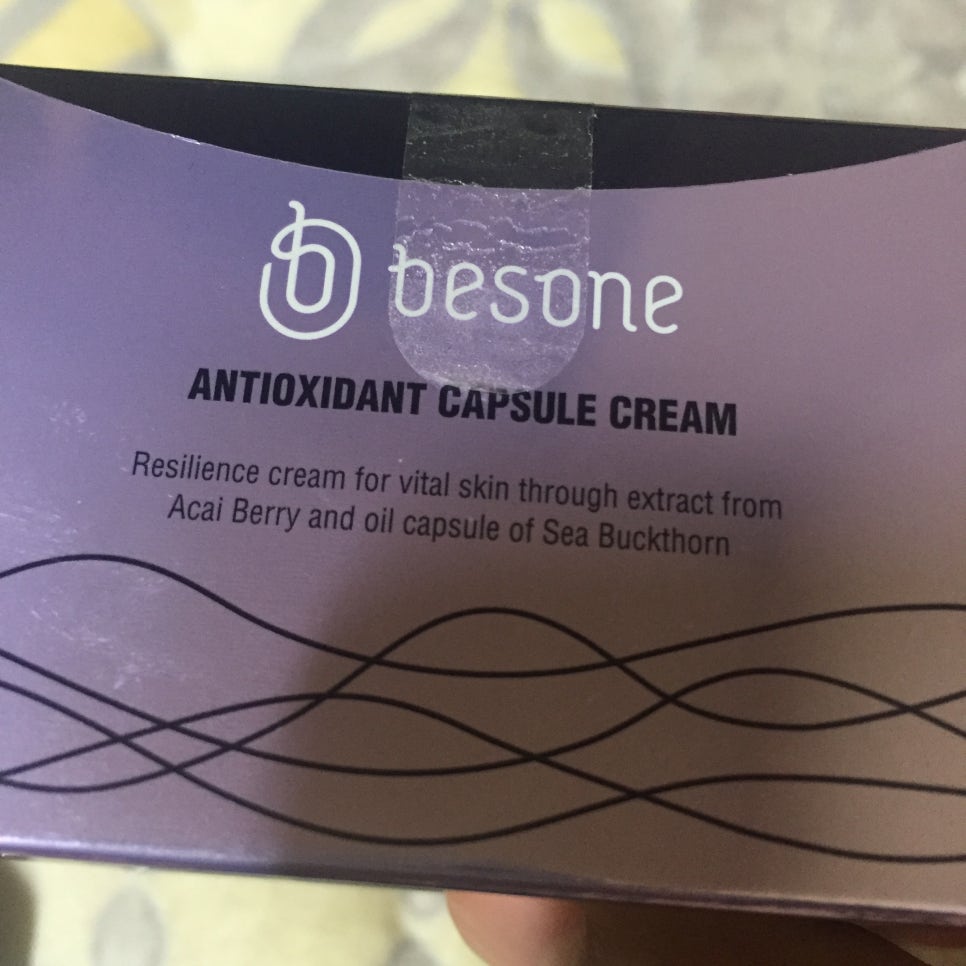 besone
ANTIOXIDANT CAPSULE CREAM
Resilience cream for vital skin through extract from
Acai Berry and oil capsule of Sea Buckthorn